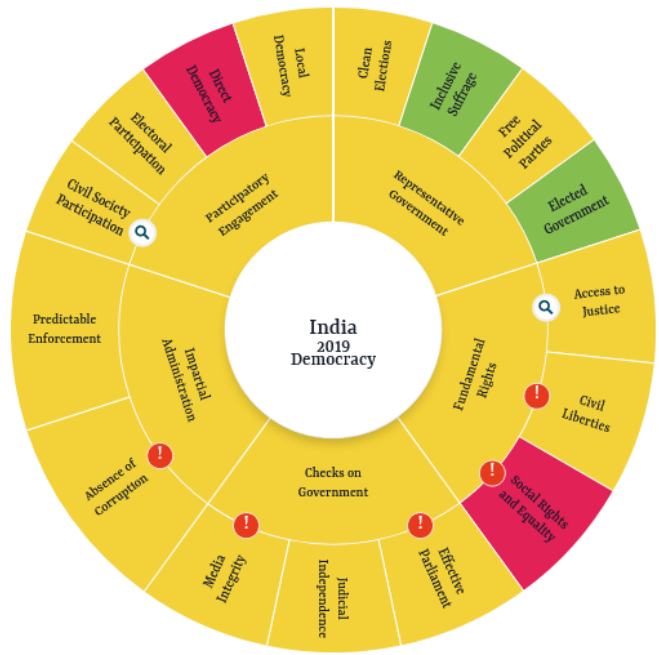 India
2019
Democracy
Representative
Government
Fundamental
Rights
Checks on
Government
Impartial
Administration
Participatory
Engagement
Clean
Elections
Inclusive
Suffrage
Free
Political
Parties
Elected
Government
Access to
Justice
!
Civil
Liberties
!
Social Rights
and Equality
!
Effective
Parliament
Judicial
Independence
!
Media
Integrity
!
Absence of
Corruption
Predictable
Enforcement
Civil Society
Participation
Electoral
Participation
Direct
Democracy
Local
Democracy